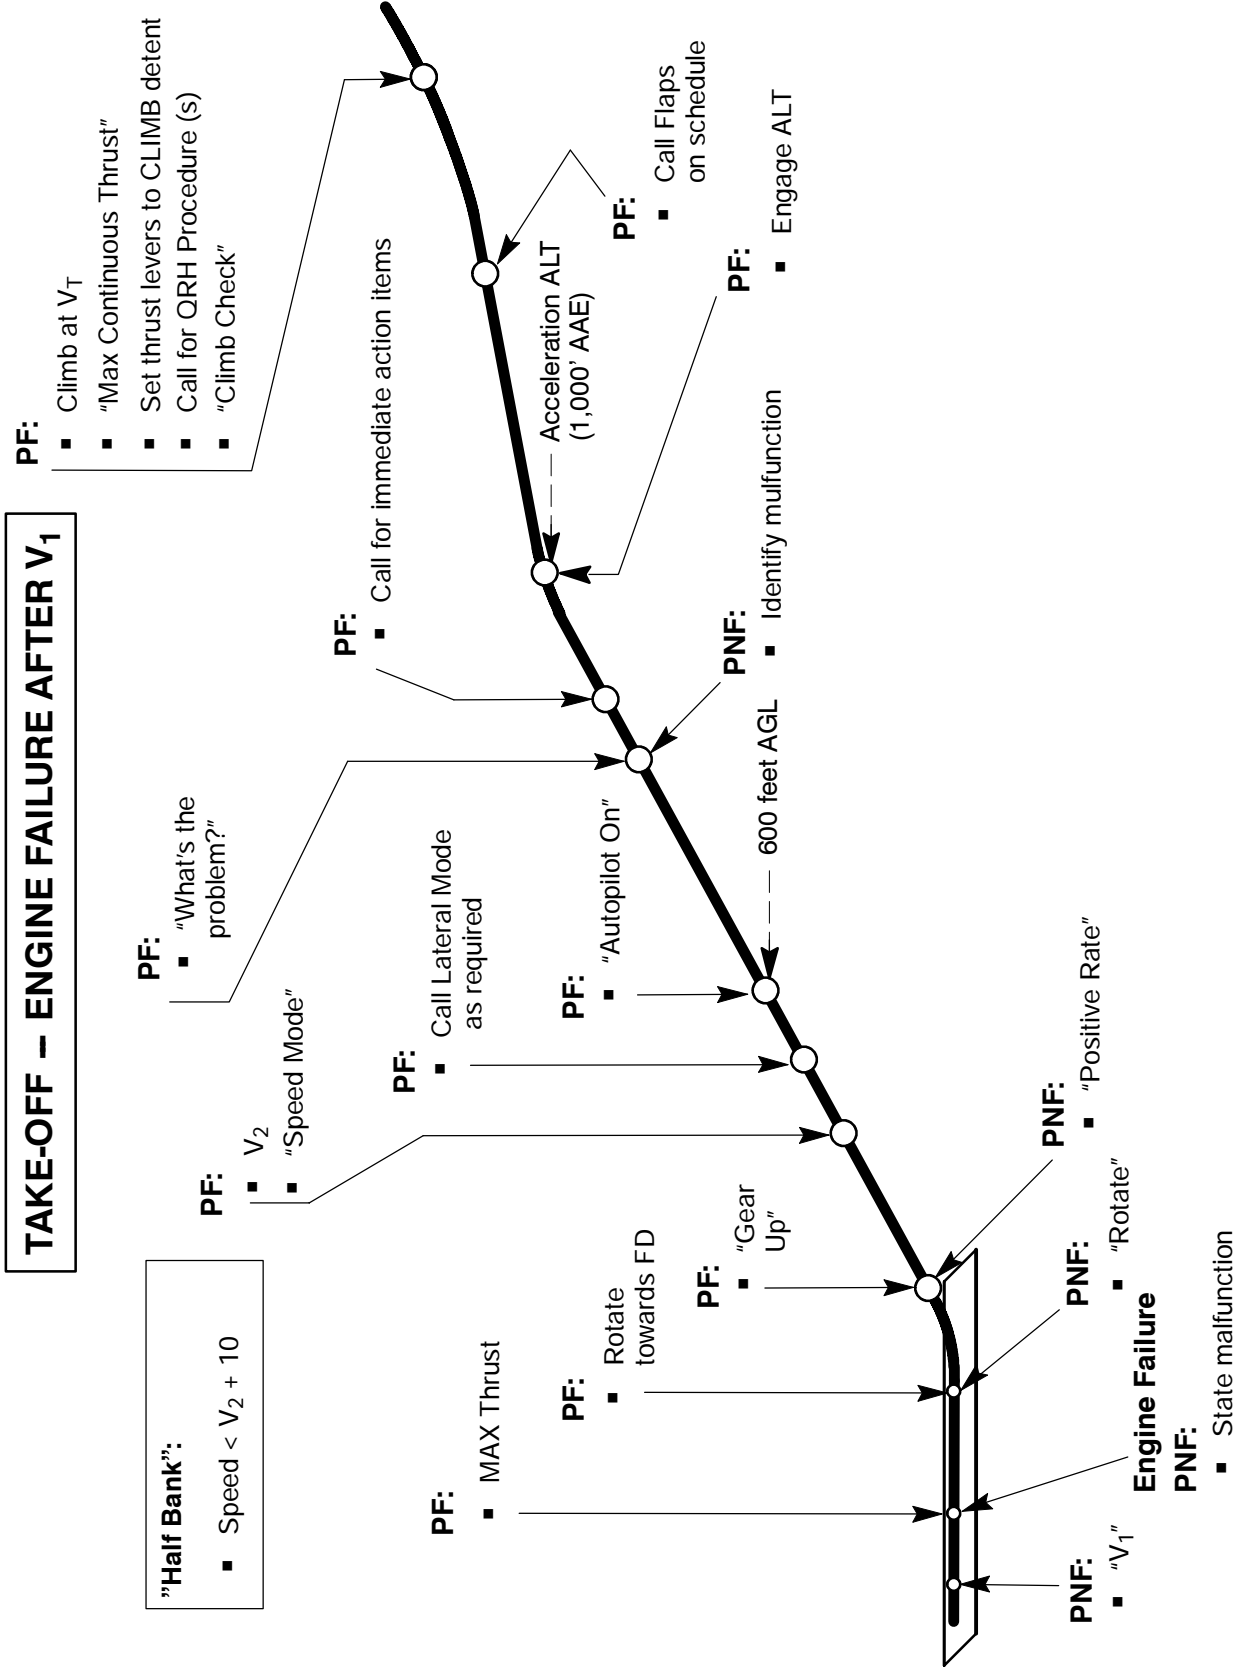 TAKE-OFF – ENGINE FAILURE AFTER V1
"Half Bank":
■ Speed < V2 + 10
PF:
■ V2
■ “Speed Mode”
PF:
■ “What's the
problem?”
PF:
■ Climb at VT
■ “Max Continuous Thrust”
■ Set thrust levers to CLIMB detent
■ Call for QRH Procedure (s)
■ “Climb Check”
PF:
■ Call for immediate action items
PF:
■ Call Lateral Mode
as required
PF:
■ MAX Thrust
PF:
■ Rotate
towards FD
PF:
■ “Gear
Up”
PF:
■ “Autopilot On”
Acceleration ALT
(1,000’ AAE)
PF:
■ Call Flaps
on schedule
PF:
■ Engage ALT
PNF:
■ Identify mulfunction
600 feet AGL
PNF:
■ “Positive Rate”
PNF:
■ “Rotate”
PNF:
■ “V1”
Engine Failure
PNF:
■ State malfunction